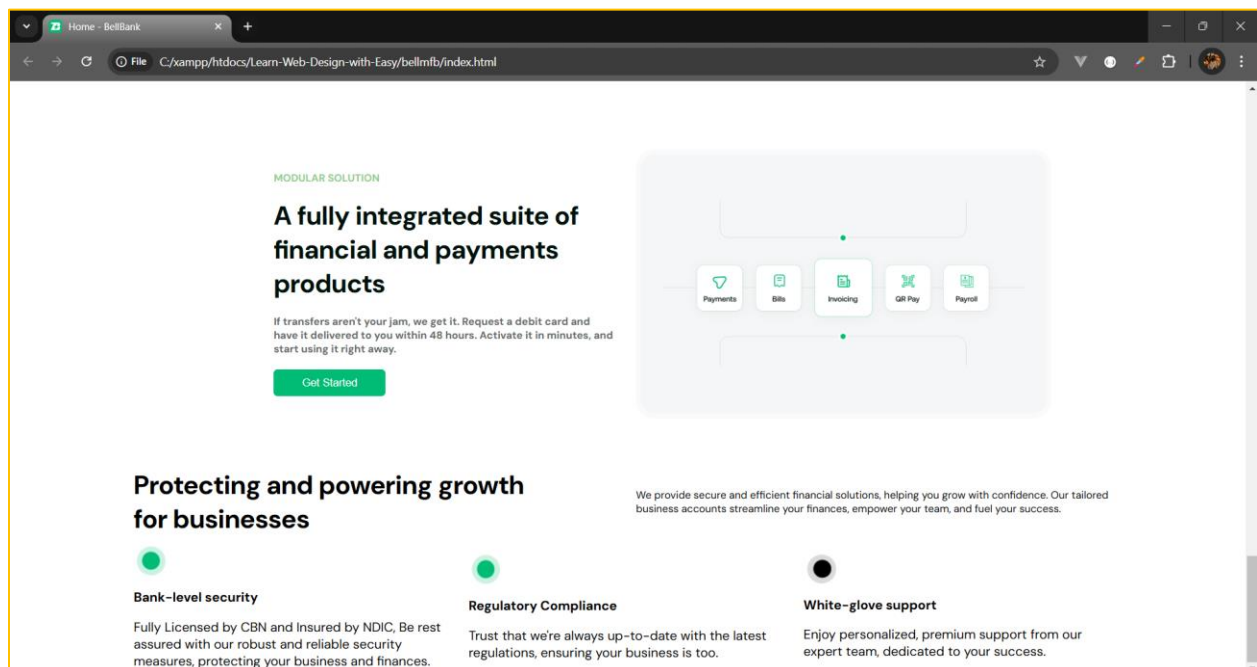 Home - BellBank
File C:/xampp/htdocs/Learn-Web-Design-with-Easy/bellmfb/index.html
MODULAR SOLUTION
A fully integrated suite of
financial and payments
products
If transfers aren't your jam, we get it. Request a debit card and
have it delivered to you within 48 hours. Activate it in minutes, and
start using it right away.
Get Started
Payments
Bills
Invoicing
QR Pay
Payroll
Protecting and powering growth
for businesses
We provide secure and efficient financial solutions, helping you grow with confidence. Our tailored
business accounts streamline your finances, empower your team, and fuel your success.
Bank-level security
Fully Licensed by CBN and Insured by NDIC, Be rest
assured with our robust and reliable security
measures, protecting your business and finances.
Regulatory Compliance
Trust that we're always up-to-date with the latest
regulations, ensuring your business is too.
White-glove support
Enjoy personalized, premium support from our
expert team, dedicated to your success.